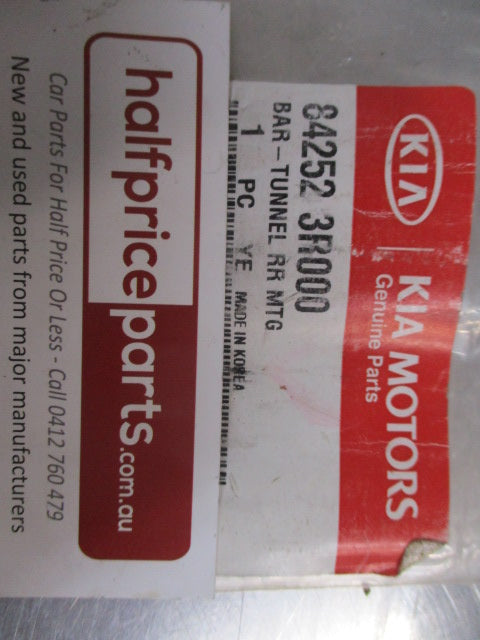 KIA
KIA MOTORS
Genuine Parts
84252 3R000
BAR-TUNNEL RR MTG
1 PC YE MADE IN KOREA
halfpriceparts.com.au
Car Parts For Half Price Or Less - Call 0412 760 479
New and used parts from major manufacturers